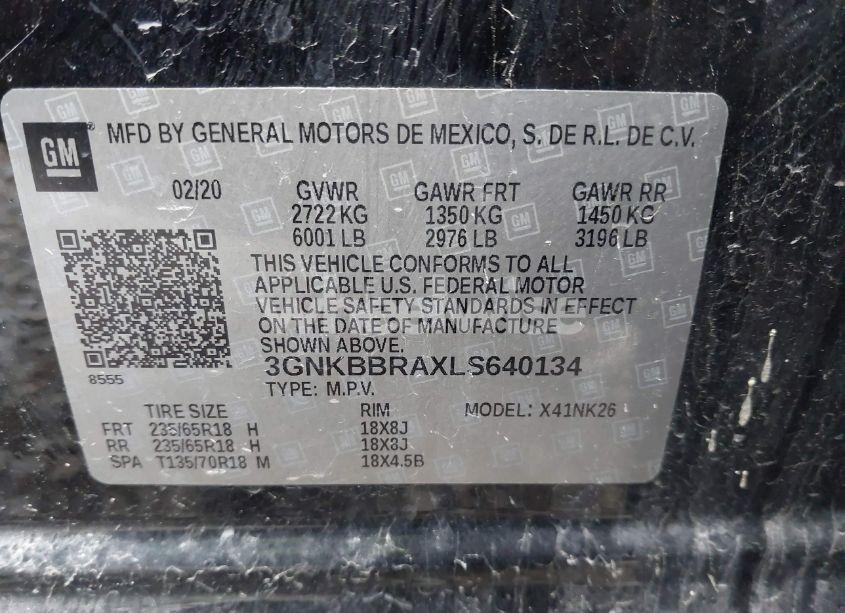 GM ® MFD BY GENERAL MOTORS DE MEXICO, S. DE R.L. DE C.V.
02/20 GVWR GAWR FRT GAWR RR
2722 KG 1350 KG 1450 KG
6001 LB 2976 LB 3196 LB
THIS VEHICLE CONFORMS TO ALL
APPLICABLE U.S. FEDERAL MOTOR
VEHICLE SAFETY STANDARDS IN EFFECT
ON THE DATE OF MANUFACTURE
SHOWN ABOVE.
3GNKBBRAXLS640134
8555
TYPE: M.P.V.
TIRE SIZE RIM MODEL: X41NK26
FRT 235/65R18 H 18X8J
RR 235/65R18 H 18X8J
SPA T135/70R18 M 18X4.5B